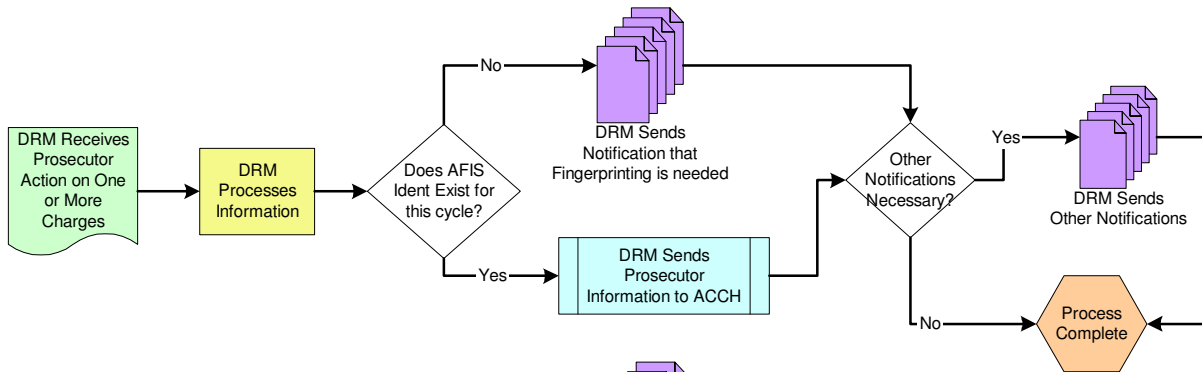 DRM Receives
Prosecutor
Action on One
or More
Charges
DRM
Processes
Information
Does AFIS
Ident Exist for
this cycle?
No
DRM Sends
Notification that
Fingerprinting is needed
Yes
DRM Sends
Prosecutor
Information to ACCH
Other
Notifications
Necessary?
Yes
DRM Sends
Other Notifications
No
Process
Complete